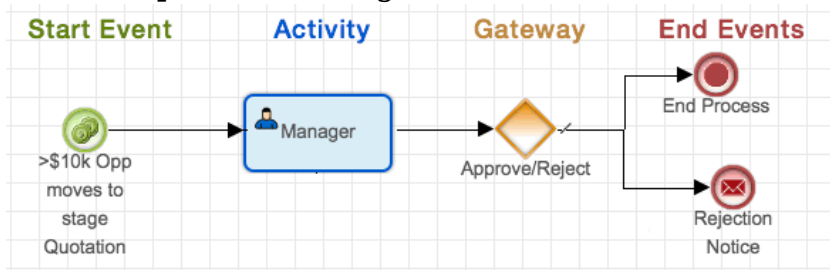 Start Event
Activity
Gateway
End Events
End Process
Manager
>$10k Opp
moves to
stage
Quotation
Approve/Reject
Rejection
Notice